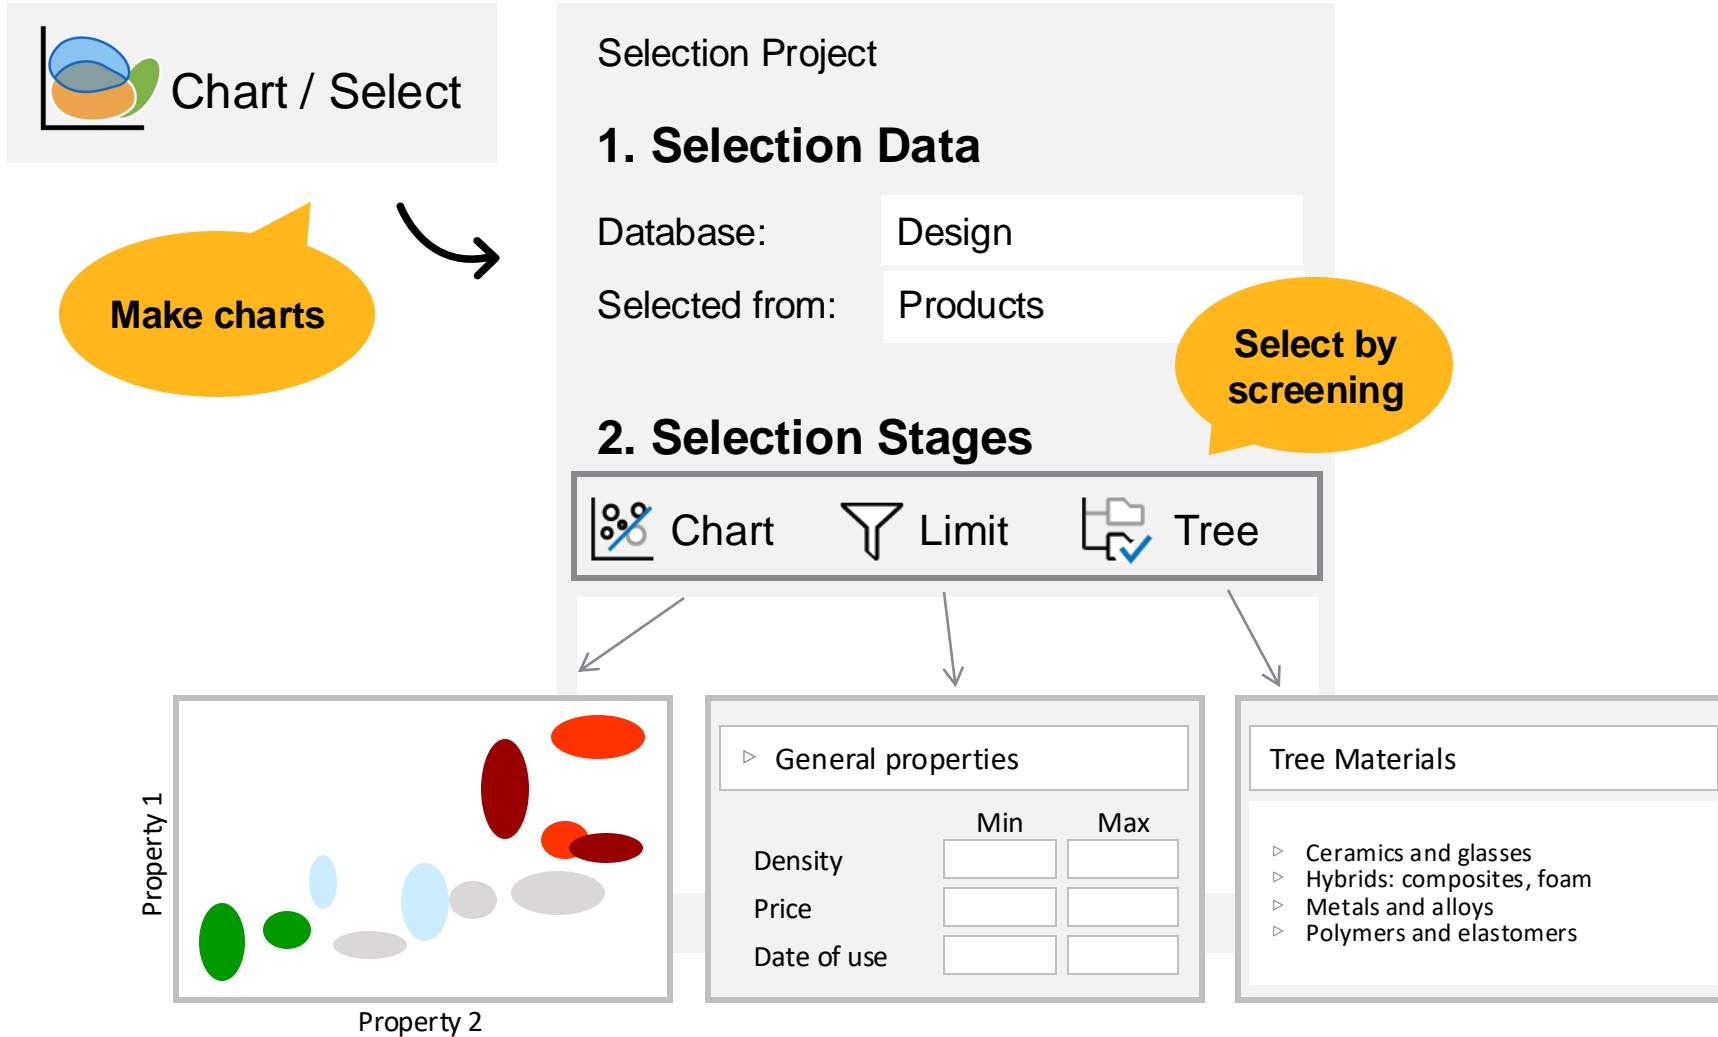 Chart / Select
Make charts
Selection Project
1. Selection Data
Database: Design
Selected from: Products
Select by
screening
2. Selection Stages
Chart Limit Tree
Property 1
Property 2
▷ General properties
Min Max
Density
Price
Date of use
Tree Materials
▷ Ceramics and glasses
▷ Hybrids: composites, foam
▷ Metals and alloys
▷ Polymers and elastomers